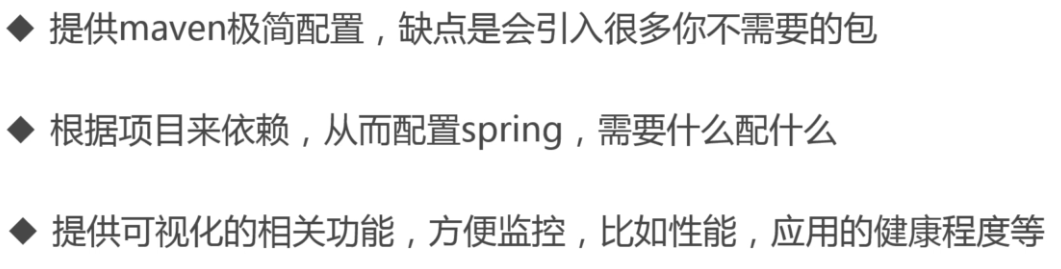 ◆ 提供maven极简配置，缺点是会引入很多你不需要的包
◆ 根据项目来依赖，从而配置spring，需要什么配什么
◆ 提供可视化的相关功能，方便监控，比如性能，应用的健康程度等